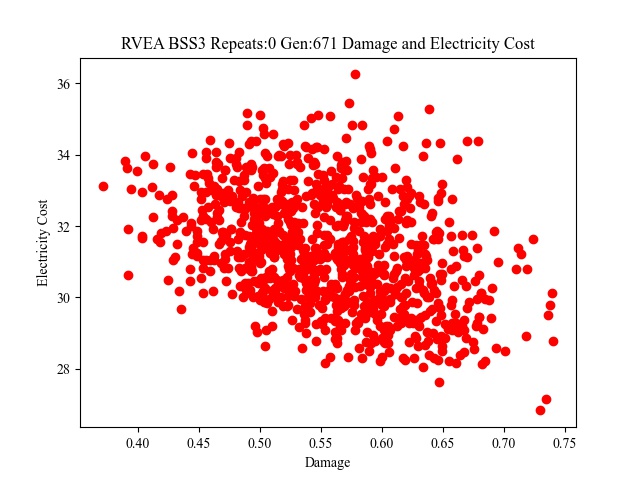 RVEA BSS3 Repeats:0 Gen:671 Damage and Electricity Cost
36
34
32
30
28
Electricity Cost
0.40 0.45 0.50 0.55 0.60 0.65 0.70 0.75
Damage